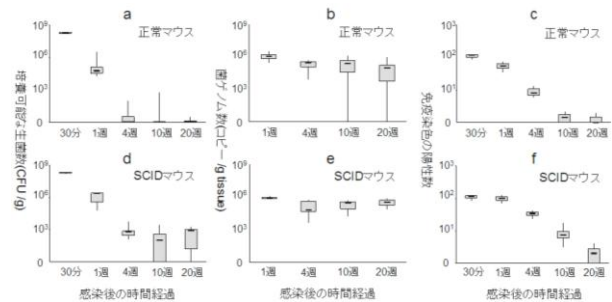 a
正常マウス
10⁹
10⁶
10³
0
30分 1週 4週 10週 20週
b
正常マウス
10⁹
10⁶
10³
0
1週 4週 10週 20週
c
正常マウス
10³
10²
10¹
0
30分 1週 4週 10週 20週
培養可能な生菌数(CFU/g)
菌ゲノム数(コピー/g tissue)
免疫染色の陽性数
d
SCIDマウス
10⁹
10⁶
10³
0
30分 1週 4週 10週 20週
感染後の時間経過
e
SCIDマウス
10⁹
10⁶
10³
0
1週 4週 10週 20週
感染後の時間経過
f
SCIDマウス
10³
10²
10¹
0
30分 1週 4週 10週 20週
感染後の時間経過